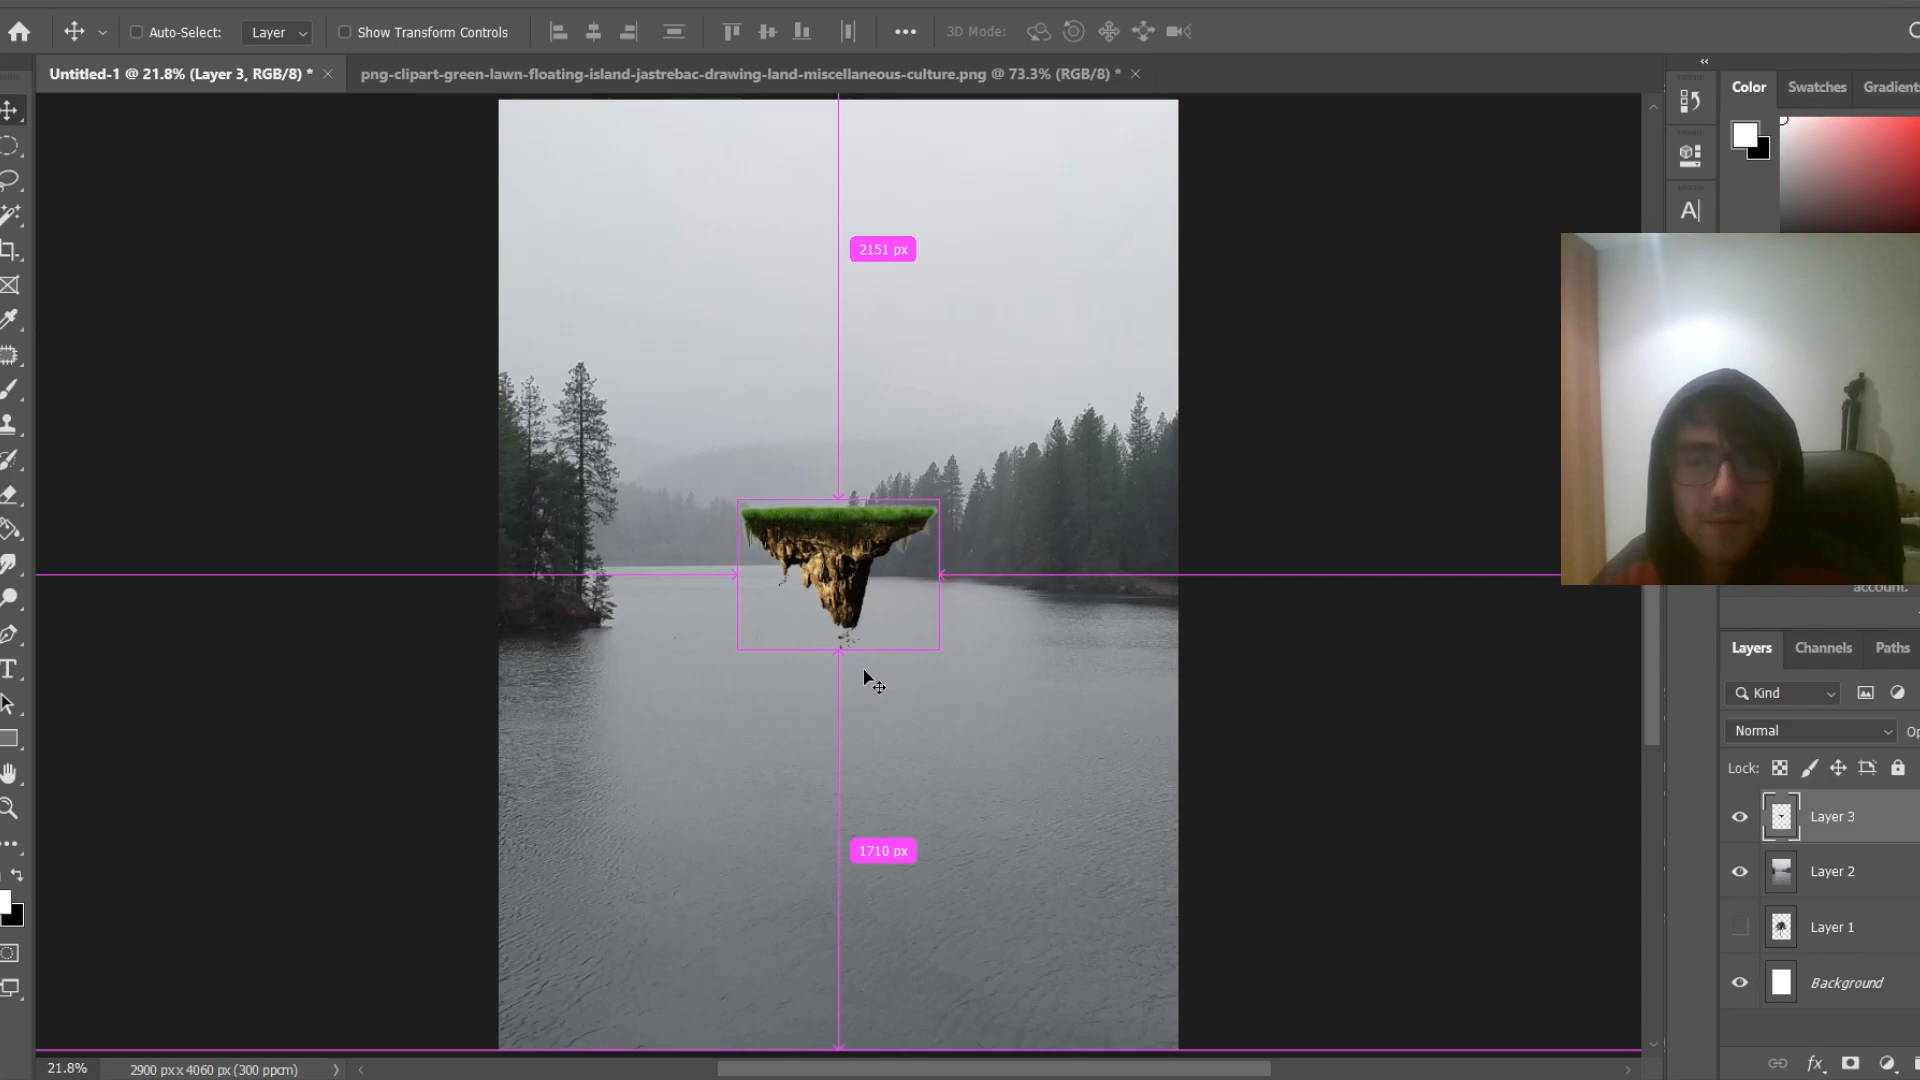 Auto-Select:
Layer
Show Transform Controls
3D Mode:
Untitled-1 @ 21.8% (Layer 3, RGB/8) *
png-clipart-green-lawn-floating-island-jastrebac-drawing-land-miscellaneous-culture.png @ 73.3% (RGB/8) *
Color
Swatches
Gradient
2151 px
1710 px
account.
Layers
Channels
Paths
Kind
Normal
Op
Lock:
Layer 3
Layer 2
Layer 1
Background
fx
21.8%
2900 px x 4060 px (300 ppcm)